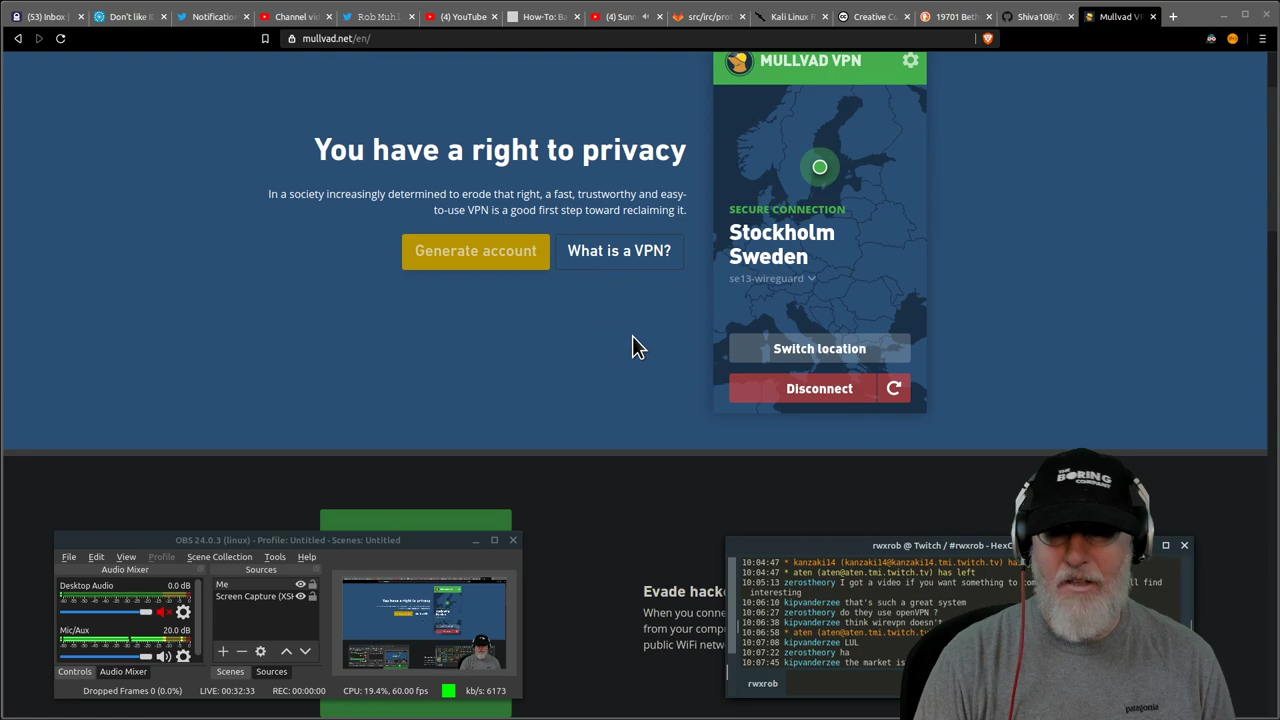 (53) Inbox
Don't like
Notification
Channel vid
Rob Muhl
(4) YouTube
How-To: Ba
(4) Sunn
src/irc/prot
Kali Linux
Creative Co
19701 Beth
Shiva108/D
Mullvad VP
mullvad.net/en/
MULLVAD VPN
You have a right to privacy
In a society increasingly determined to erode that right, a fast, trustworthy and easy-
to-use VPN is a good first step toward reclaiming it.
Generate account
What is a VPN?
SECURE CONNECTION
Stockholm
Sweden
se13-wireguard
Switch location
Disconnect
THE
BORING
COMPANY
OBS 24.0.3 (linux) - Profile: Untitled - Scenes: Untitled
File Edit View Profile Scene Collection Tools Help
Audio Mixer
Sources
Desktop Audio 0.0 dB
Me
Screen Capture (XSH
Mic/Aux 20.0 dB
Controls Audio Mixer
Scenes Sources
Dropped Frames 0 (0.0%) LIVE: 00:32:33 REC: 00:00:00 CPU: 19.4%, 60.00 fps kb/s: 6173
Evade hack
When you conne
from your compu
public WiFi netw
rwxrob @ Twitch / #rwxrob - HexC
10:04:47 * kanzaki14 (kanzaki14@kanzaki14.tmi.twitch.tv) ha
10:04:47 * aten (aten@aten.tmi.twitch.tv) has left
10:05:13 zerostheory I got a video if you want something to ll find
interesting
10:06:10 kipvanderzee that's such a great system
10:06:27 zerostheory do they use openVPN ?
10:06:38 kipvanderzee think wirevpn doesn't
10:06:58 * aten (aten@aten.tmi.twitch.tv)
10:07:08 kipvanderzee LUL
10:07:22 zerostheory ha
10:07:45 kipvanderzee the market is
rwxrob
patagonia